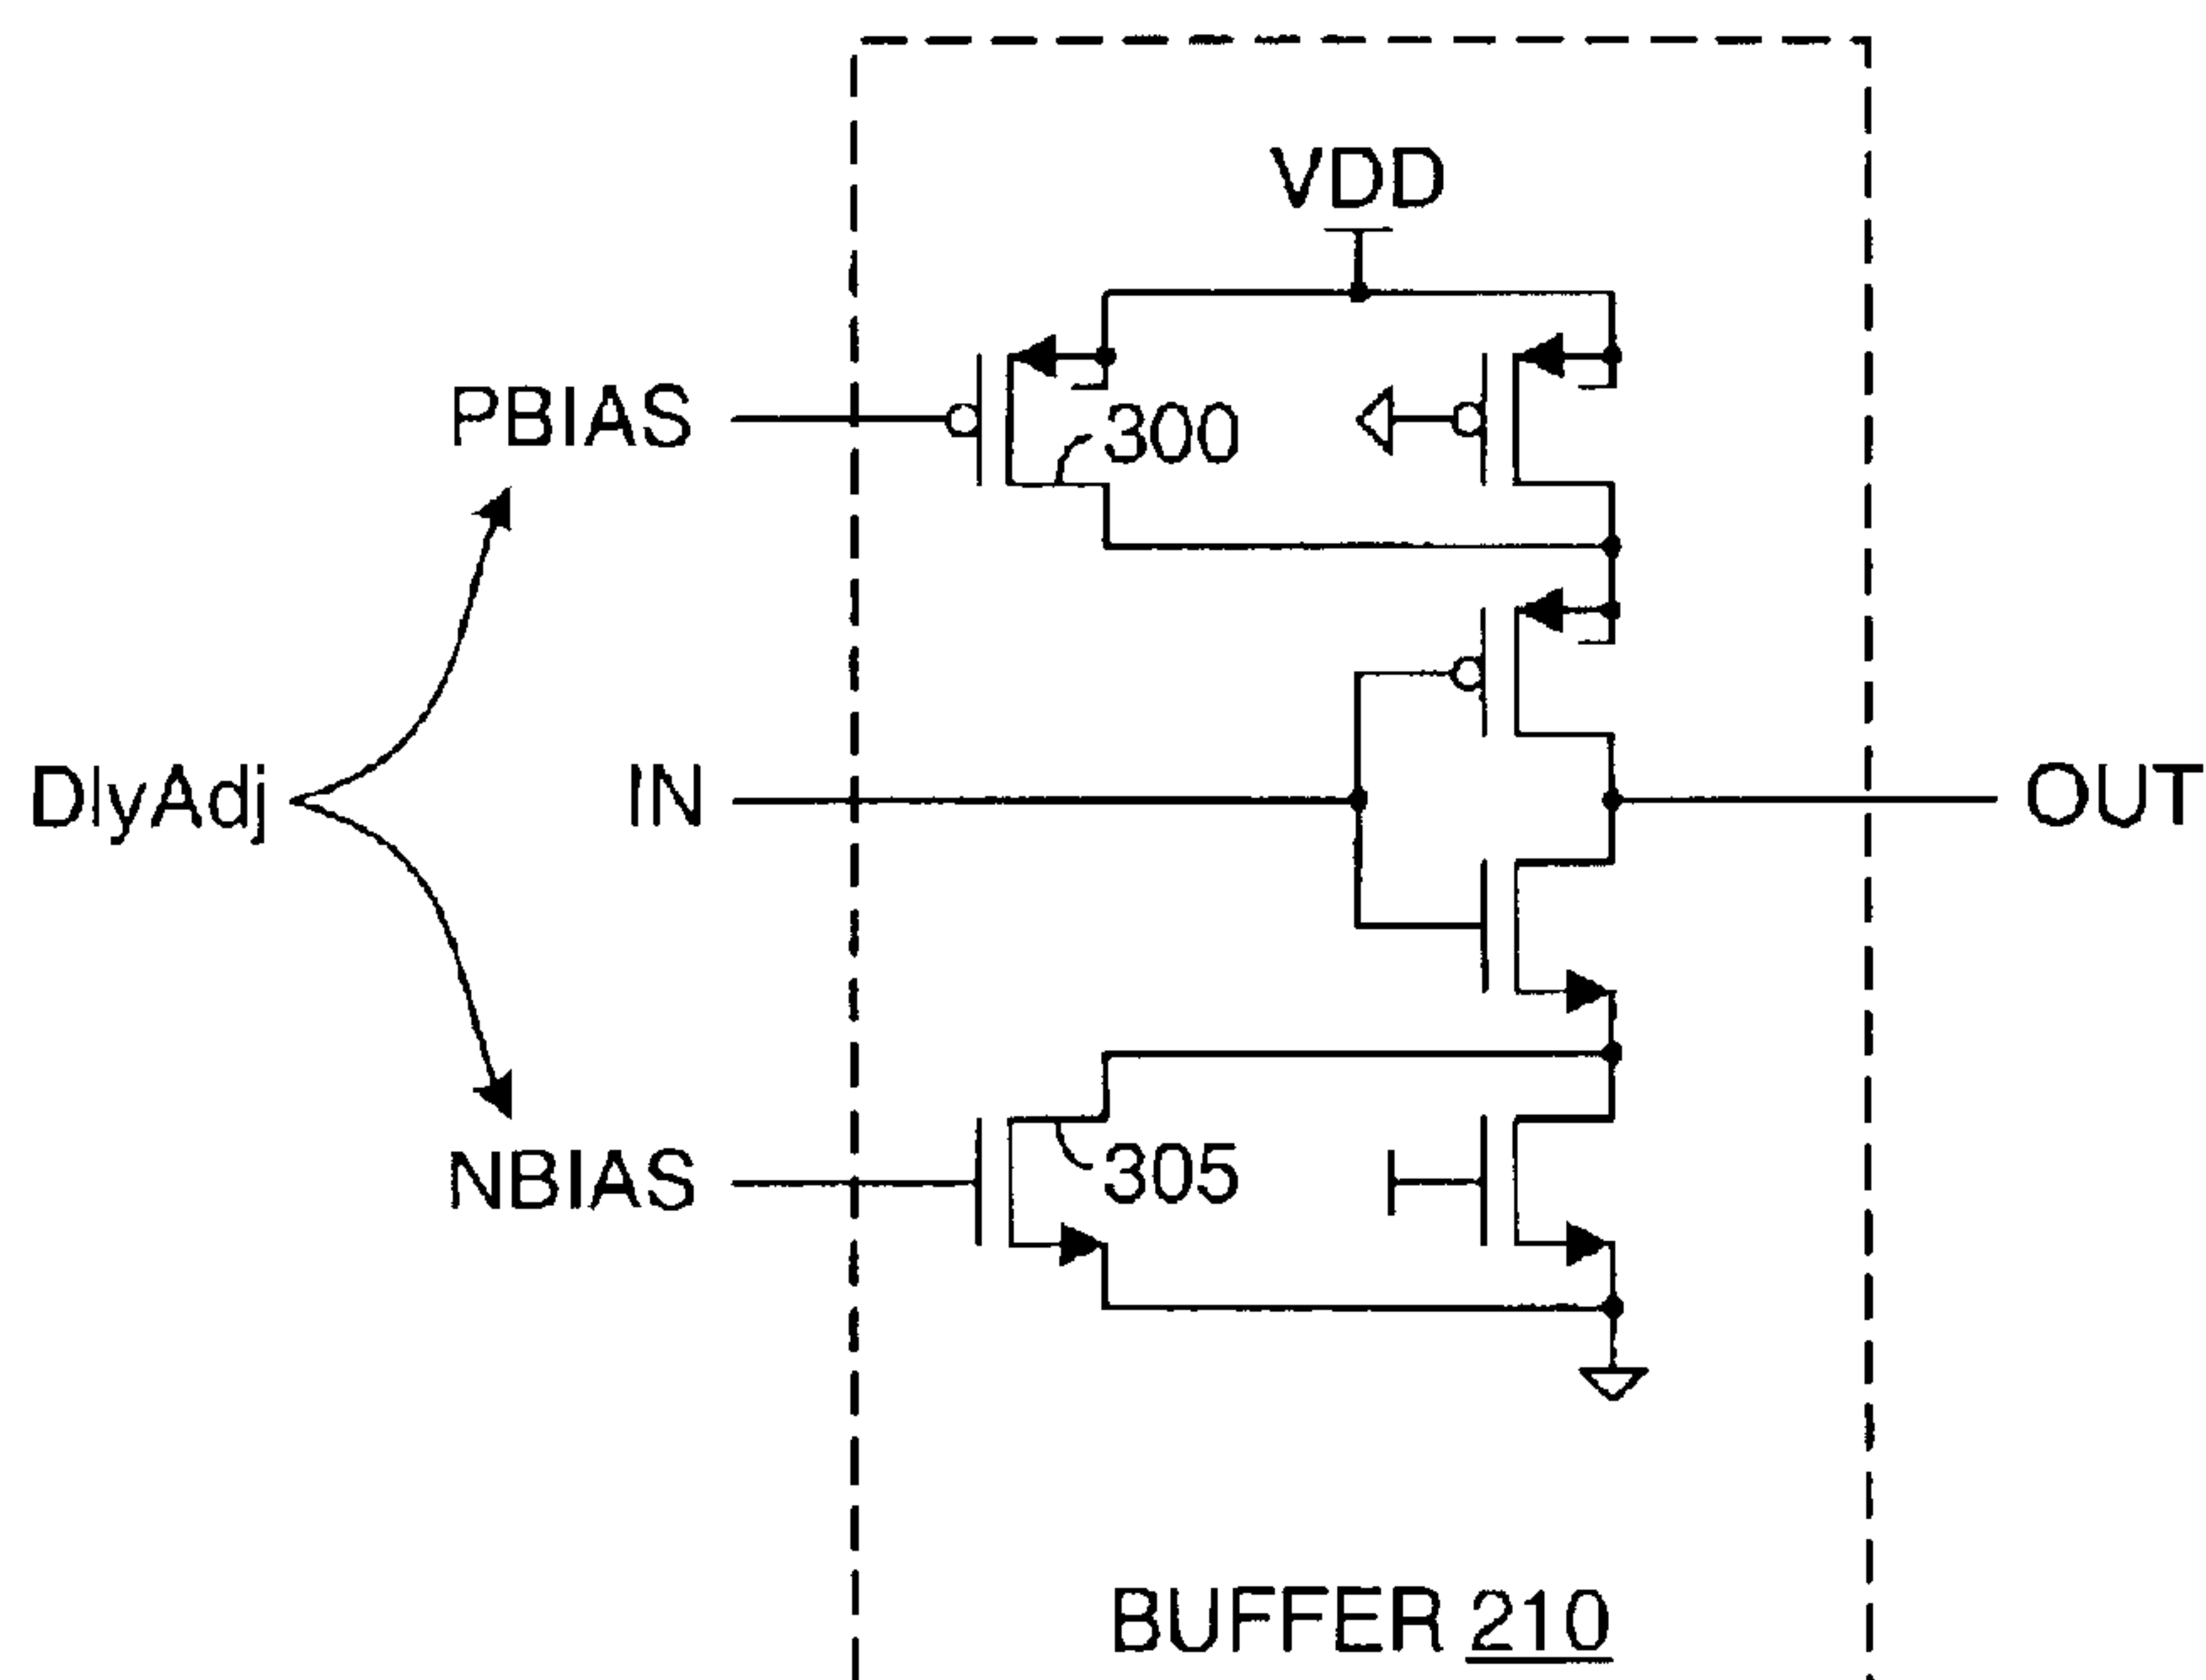 VDD
PBIAS
300
DlyAdj
IN
OUT
NBIAS
305
BUFFER 210